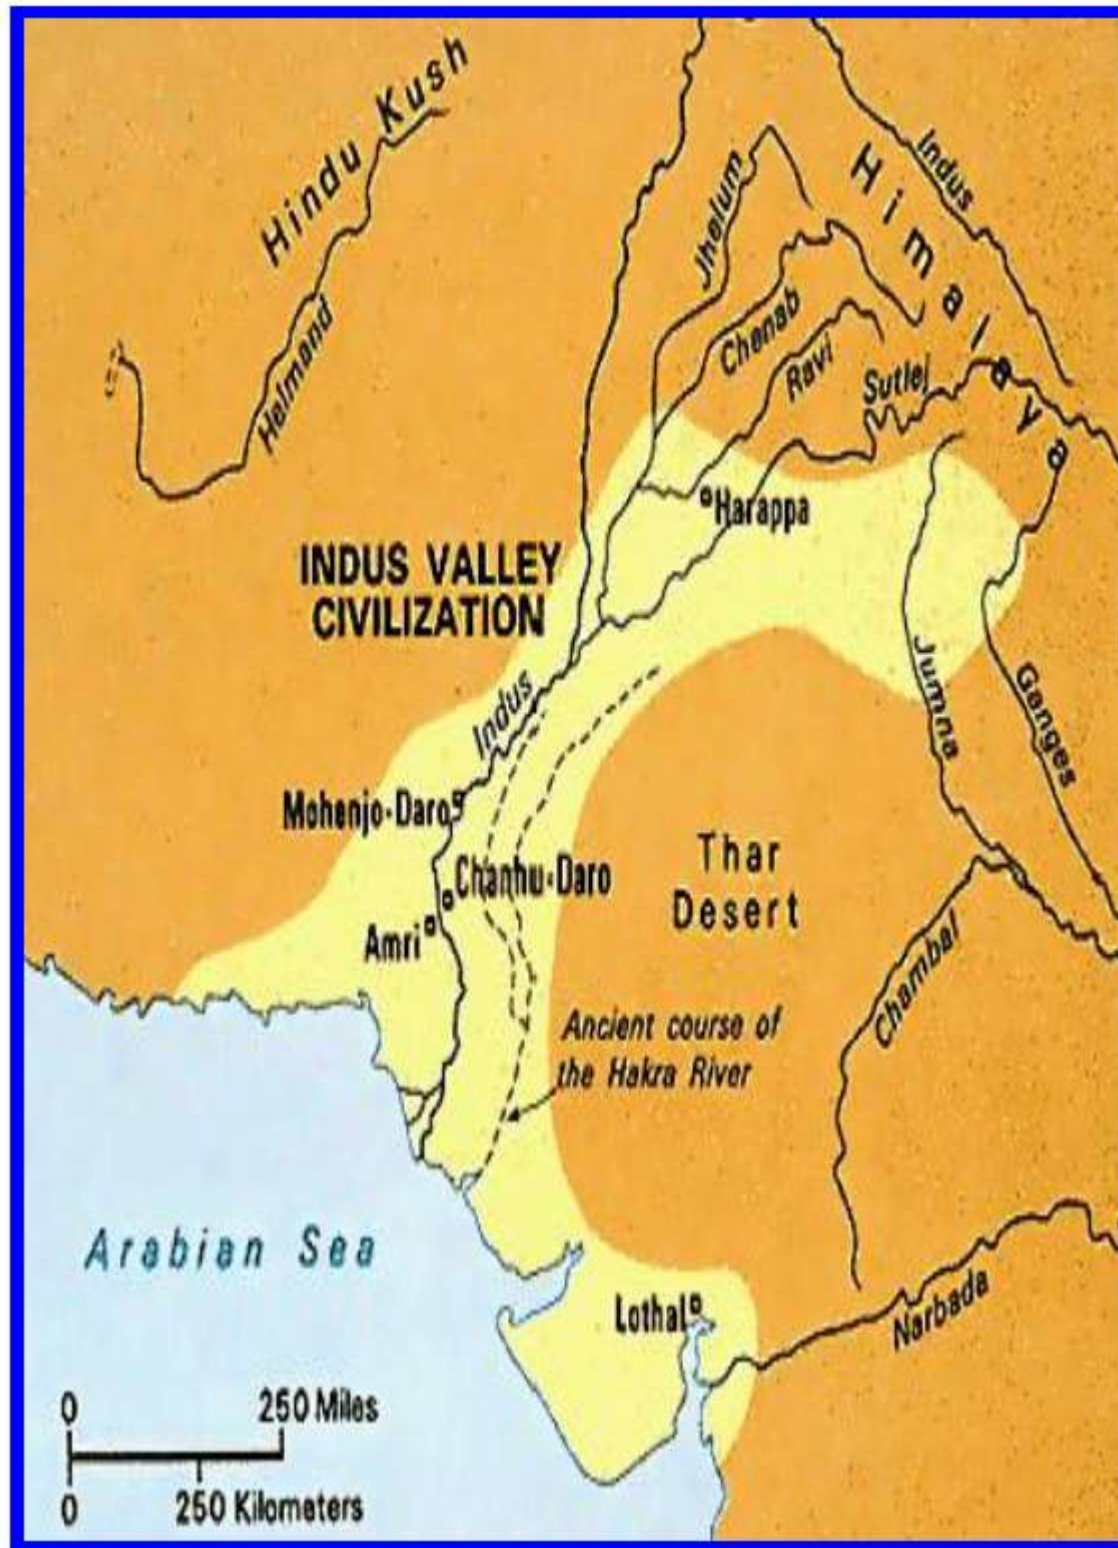 Hindu Kush
Helmand
Jhelum
Chenab
Ravi
Sutlej
Indus
Himalaya
Harappa
INDUS VALLEY
CIVILIZATION
Indus
Jumna
Ganges
Mohenjo-Daro
Chanhu-Daro
Amri
Thar
Desert
Chambal
Ancient course of
the Hakra River
Arabian Sea
Lothal
Narbada
0 250 Miles
0 250 Kilometers